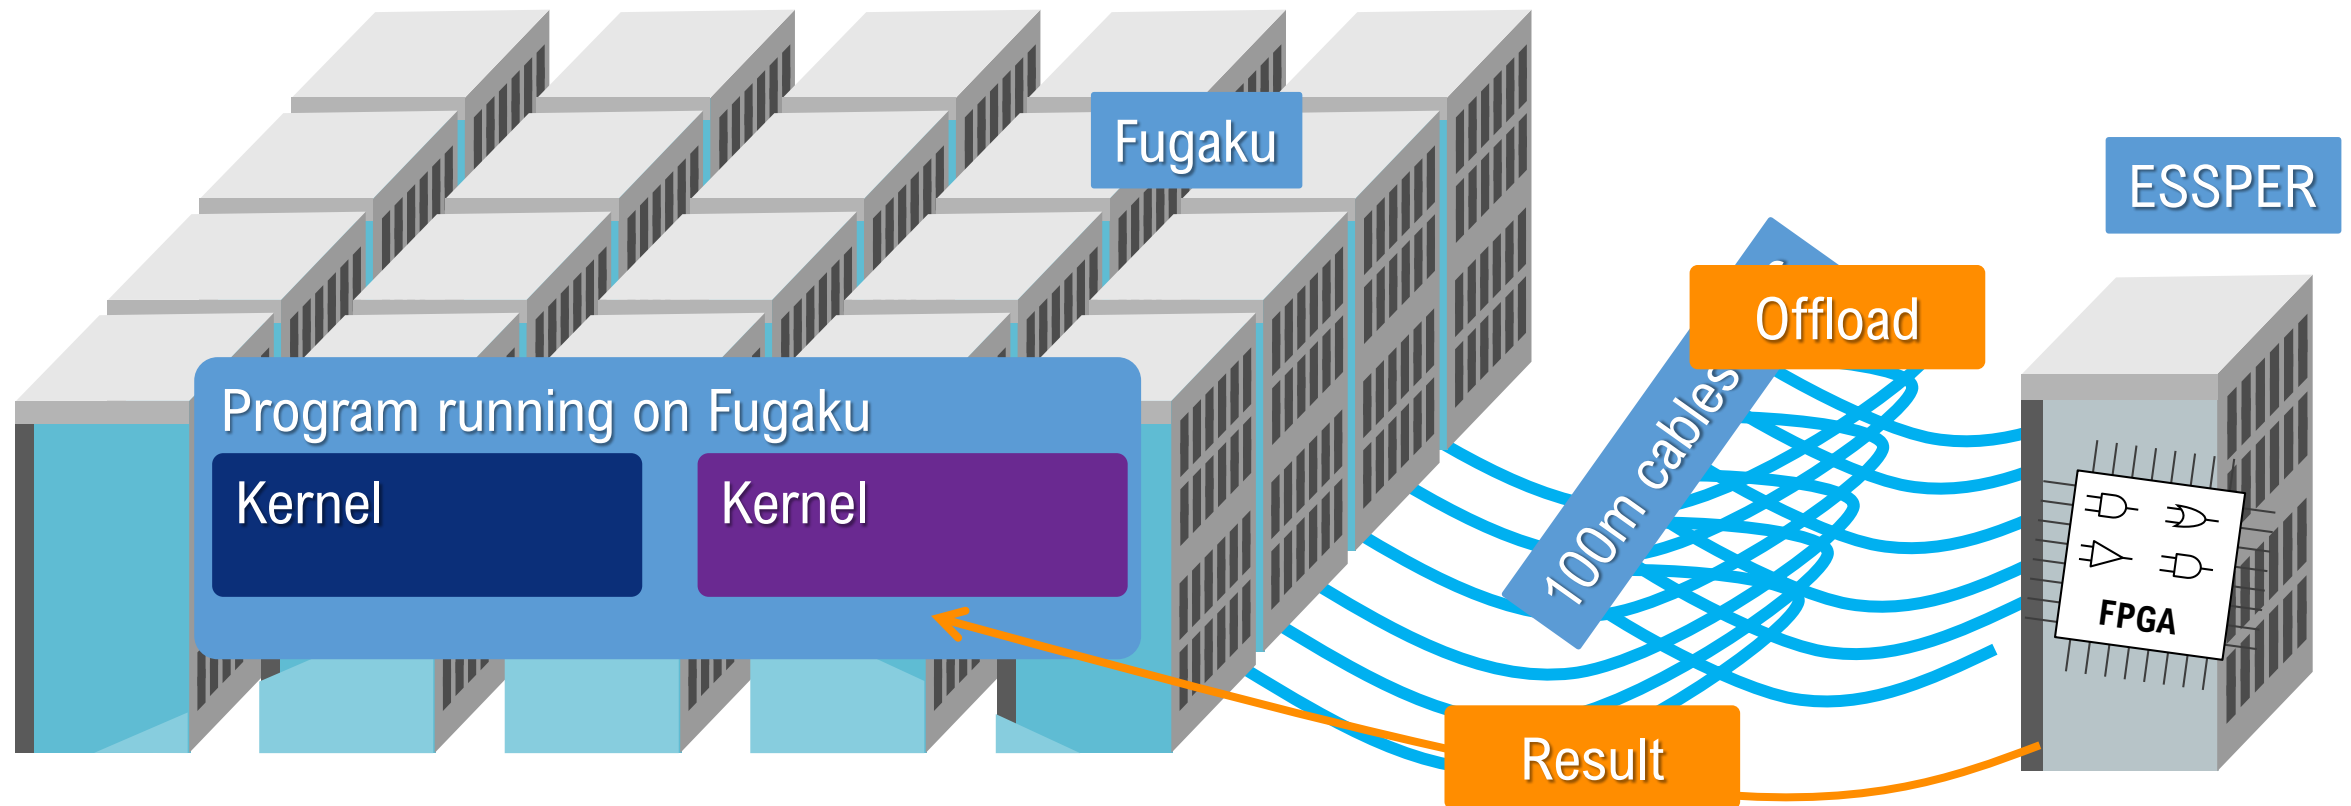 Fugaku
ESSPER
Offload
100m cables
Program running on Fugaku
Kernel
Kernel
FPGA
Result